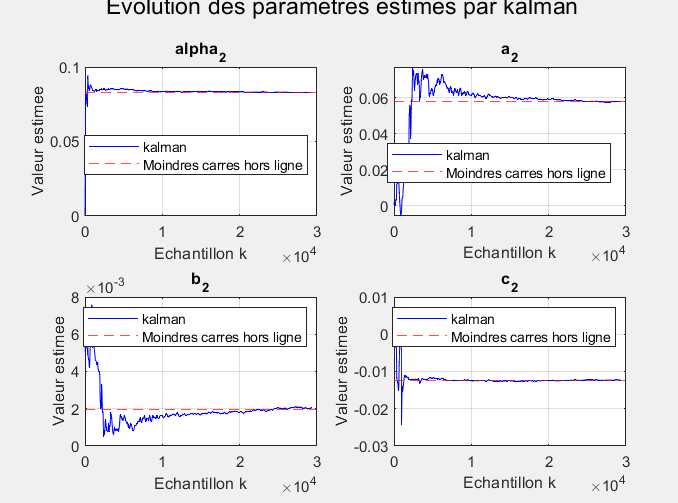 Evolution des parametres estimes par kalman
alpha2
0.1
0.05
0
Valeur estimee
kalman
Moindres carres hors ligne
0 1 2 3
Echantillon k
×10^4
a2
0.06
0.04
0.02
0
Valeur estimee
kalman
Moindres carres hors ligne
0 1 2 3
Echantillon k
×10^4
b2
×10^-3
8
6
4
2
0
Valeur estimee
kalman
Moindres carres hors ligne
0 1 2 3
Echantillon k
×10^4
c2
0.01
0
-0.01
-0.02
-0.03
Valeur estimee
kalman
Moindres carres hors ligne
0 1 2 3
Echantillon k
×10^4